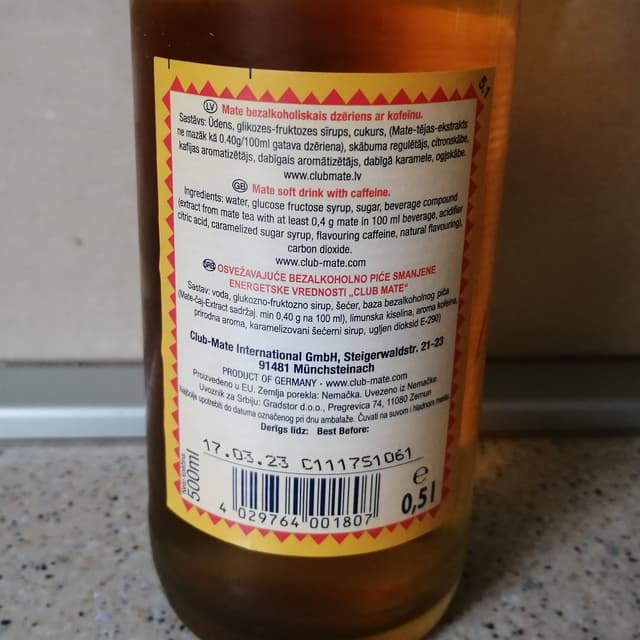 5.1
LV Mate bezalkoholiskais dzēriens ar kofeīnu.
Sastāvs: Ūdens, glikozes-fruktozes sīrups, cukurs, (Mate-tējas-ekstrakts
ne mazāk kā 0.40g/100ml gatava dzēriena), skābuma regulētājs, citronskābe,
kafijas aromatizētājs, dabīgais aromātizētājs, dabīgā karamele, ogļskābe.
www.clubmate.lv
GB Mate soft drink with caffeine.
Ingredients: water, glucose fructose syrup, sugar, beverage compound
(extract from mate tea with at least 0,4 g mate in 100 ml beverage, acidifier
citric acid, caramelized sugar syrup, flavouring caffeine, natural flavouring),
carbon dioxide.
www.club-mate.com
SRB OSVEŽAVAJUĆE BEZALKOHOLNO PIĆE SMANJENE
ENERGETSKE VREDNOSTI „CLUB MATE"
Sastav: voda, glukozno-fruktozno sirup, šećer, baza bezalkoholnog pića
(Mate-čaj-Extract sadržaj. min 0,40 g na 100 ml), limunska kiselina, aroma kofeina,
prirodna aroma, karamelizovani šećerni sirup, ugljen dioksid E-290)
Club-Mate International GmbH, Steigerwaldstr. 21-23
91481 Münchsteinach
PRODUCT OF GERMANY · www.club-mate.com
Proizvedeno u EU. Zemlja porekla: Nemačka. Uvezeno iz Nemačke
Uvoznik za Srbiju: Gradstor d.o.o., Pregrevica 74, 11080 Zemun
Najbolje upotrebiti do datuma označenog pri dnu ambalaže. Čuvati na suvom i hladnom mestu.
Derigs līdz: Best Before:
17.03.23 C111751061
500ml
4 029764 001807
℮
0,5 l